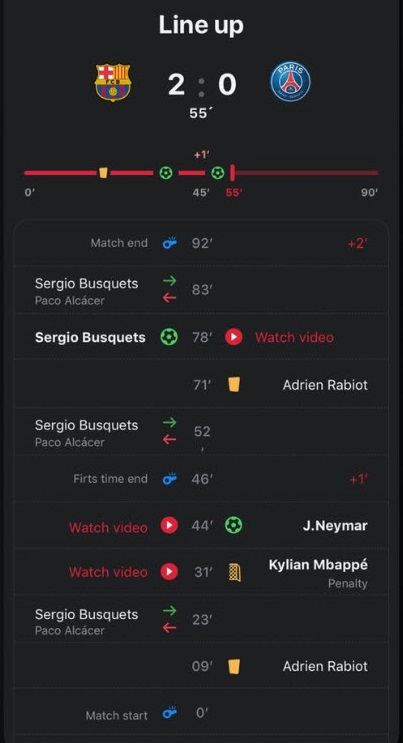 Line up
PARIS
2 : 0
55´
+1'
0'
45'
55'
90'
Match end 92' +2'
Sergio Busquets
Paco Alcácer
83'
Sergio Busquets 78' Watch video
71' Adrien Rabiot
Sergio Busquets
Paco Alcácer
52
'
Firts time end 46' +1'
Watch video 44' J.Neymar
Watch video 31' Kylian Mbappé
Penalty
Sergio Busquets
Paco Alcácer
23'
09' Adrien Rabiot
Match start 0'